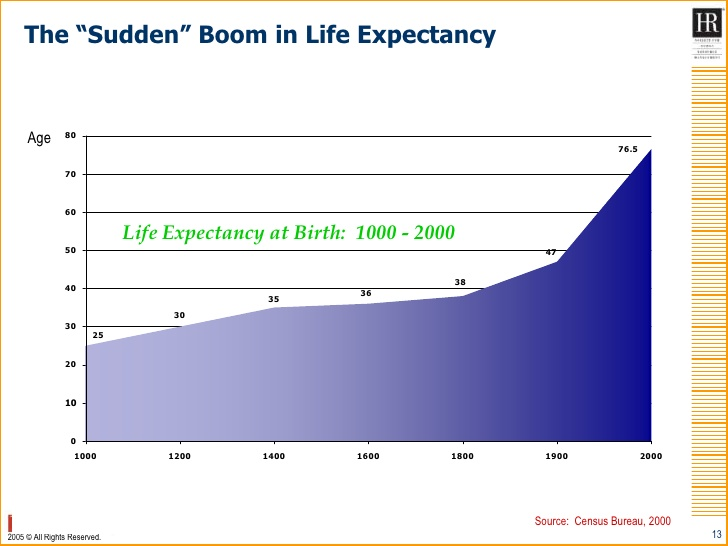 The “Sudden” Boom in Life Expectancy
HR
Age
80
70
60
50
40
30
20
10
0
76.5
Life Expectancy at Birth: 1000 - 2000
47
38
36
35
30
25
1000 1200 1400 1600 1800 1900 2000
Source: Census Bureau, 2000
2005 © All Rights Reserved.
13